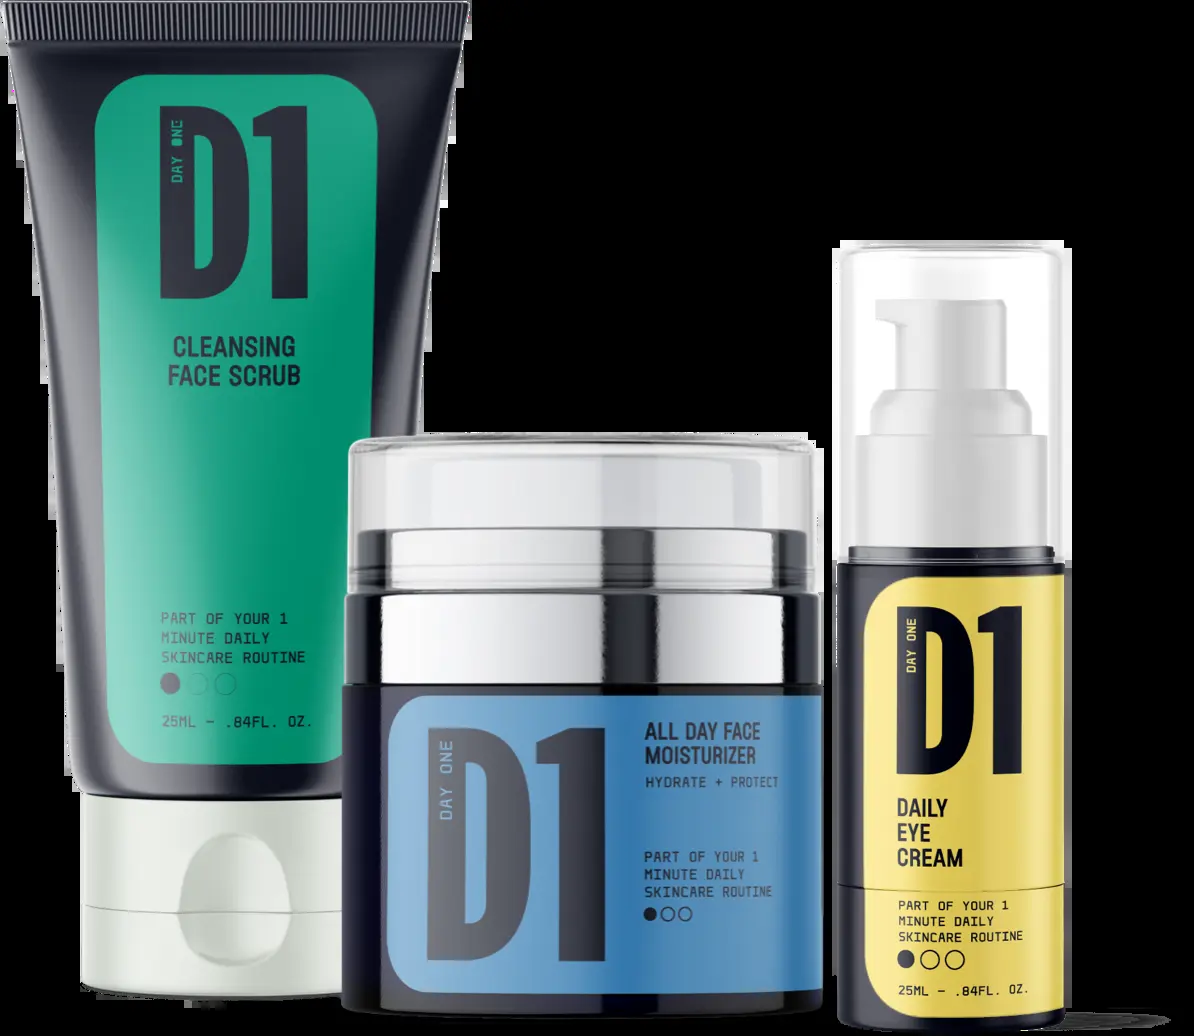 D1
DAY ONE
CLEANSING
FACE SCRUB
PART OF YOUR 1
MINUTE DAILY
SKINCARE ROUTINE
25ML - .84FL. OZ.
D1
DAY ONE
ALL DAY FACE
MOISTURIZER
HYDRATE + PROTECT
PART OF YOUR 1
MINUTE DAILY
SKINCARE ROUTINE
D1
DAY ONE
DAILY
EYE
CREAM
PART OF YOUR 1
MINUTE DAILY
SKINCARE ROUTINE
25ML - .84FL. OZ.